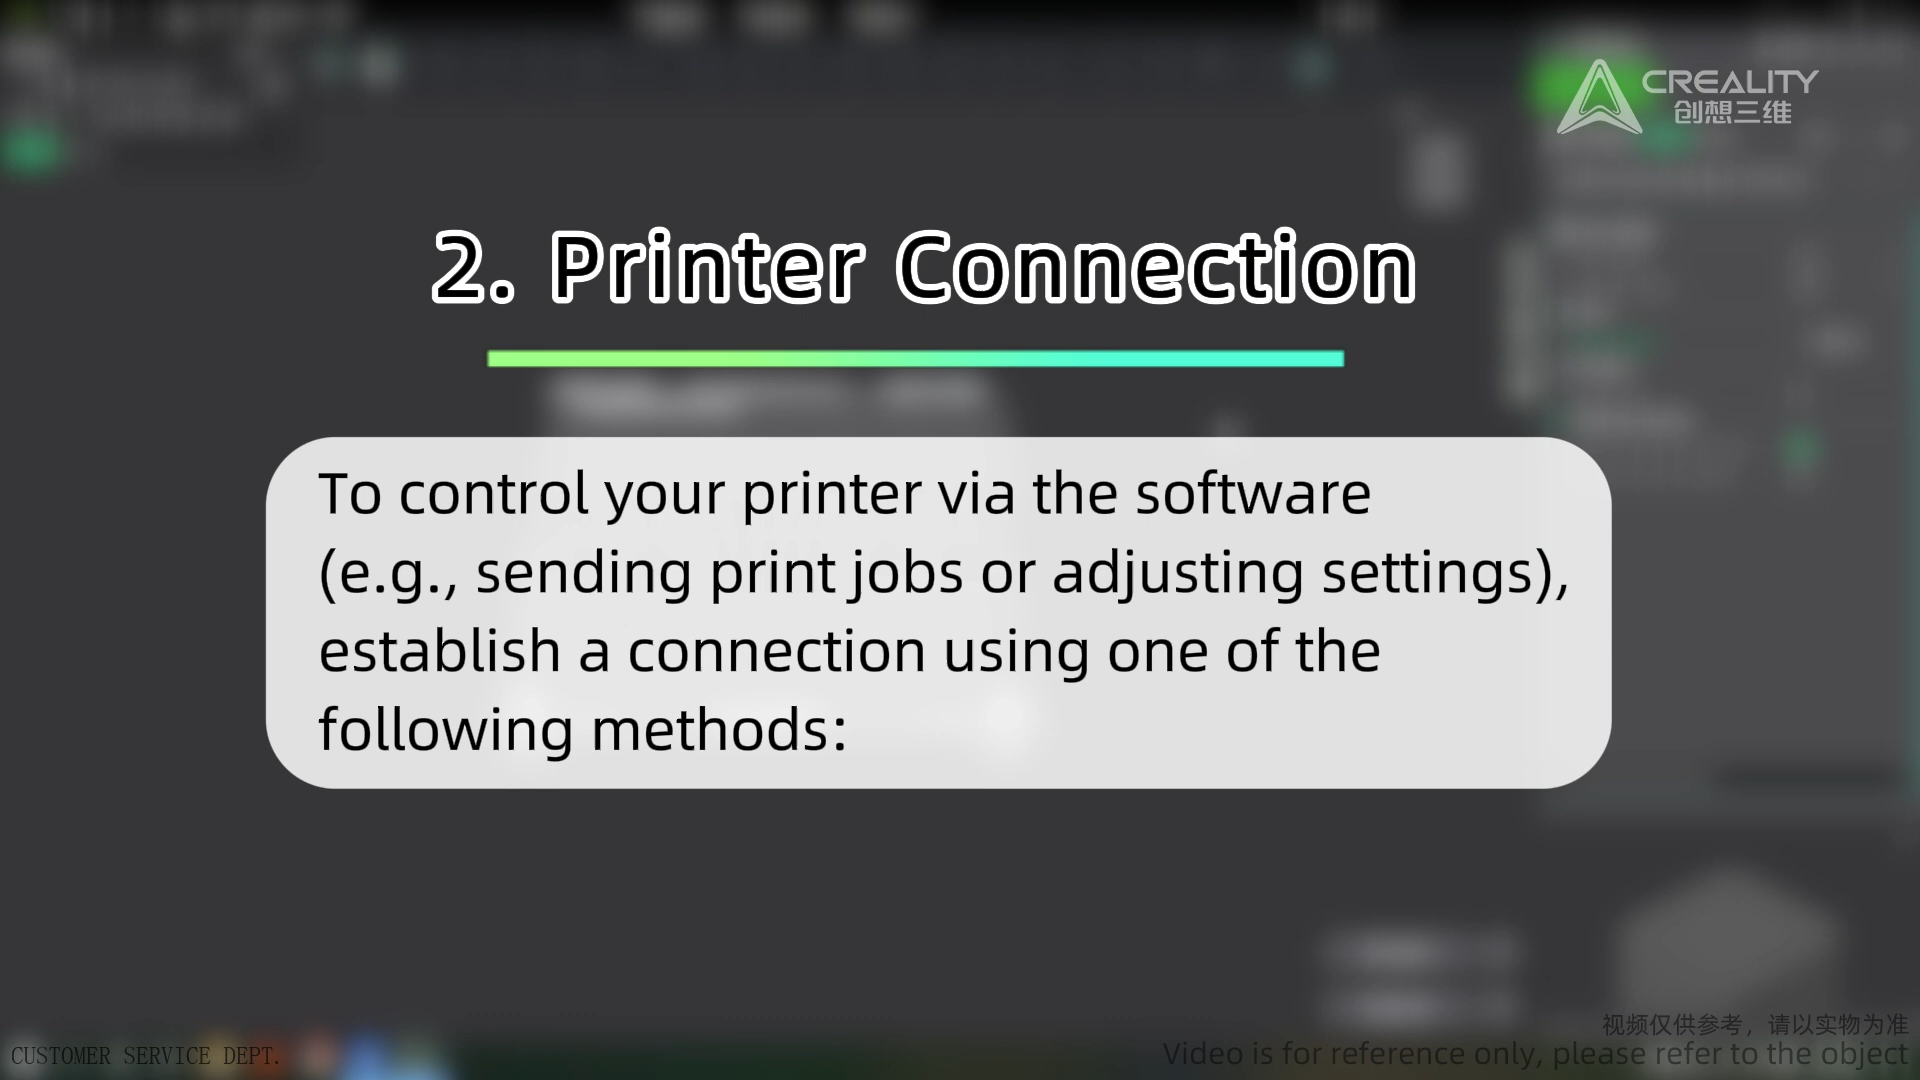 CREALITY
创想三维
2. Printer Connection
To control your printer via the software
(e.g., sending print jobs or adjusting settings),
establish a connection using one of the
following methods:
视频仅供参考，请以实物为准
CUSTOMER SERVICE DEPT.
Video is for reference only, please refer to the object